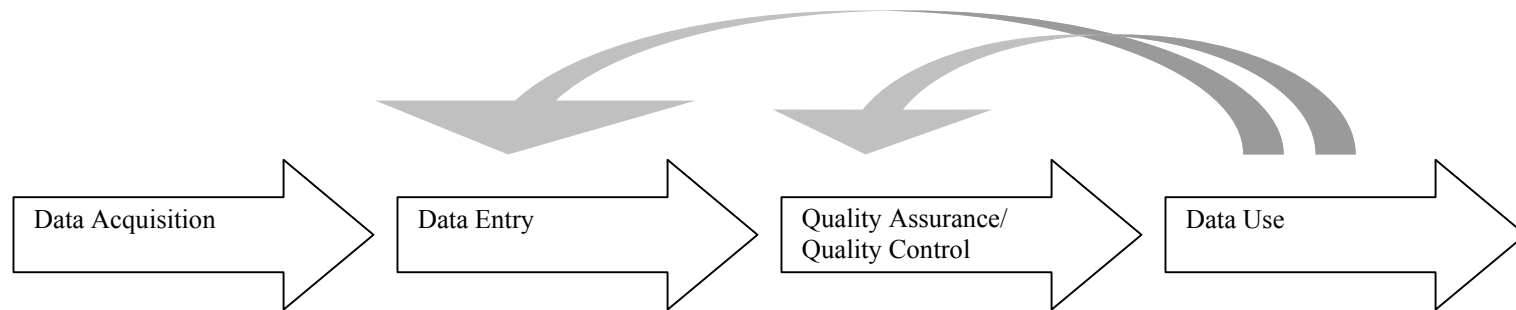 Data Acquisition
Data Entry
Quality Assurance/
Quality Control
Data Use